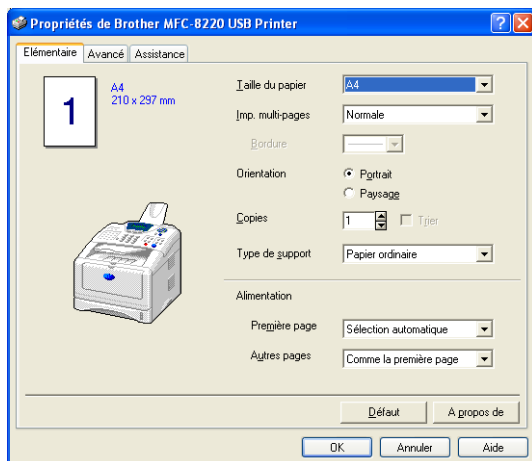 Propriétés de Brother MFC-8220 USB Printer
Elémentaire Avancé Assistance
1
A4
210 x 297 mm
Taille du papier A4
Imp. multi-pages Normale
Bordure
Orientation Portrait
Paysage
Copies 1 Trier
Type de support Papier ordinaire
Alimentation
Première page Sélection automatique
Autres pages Comme la première page
Défaut A propos de
OK Annuler Aide